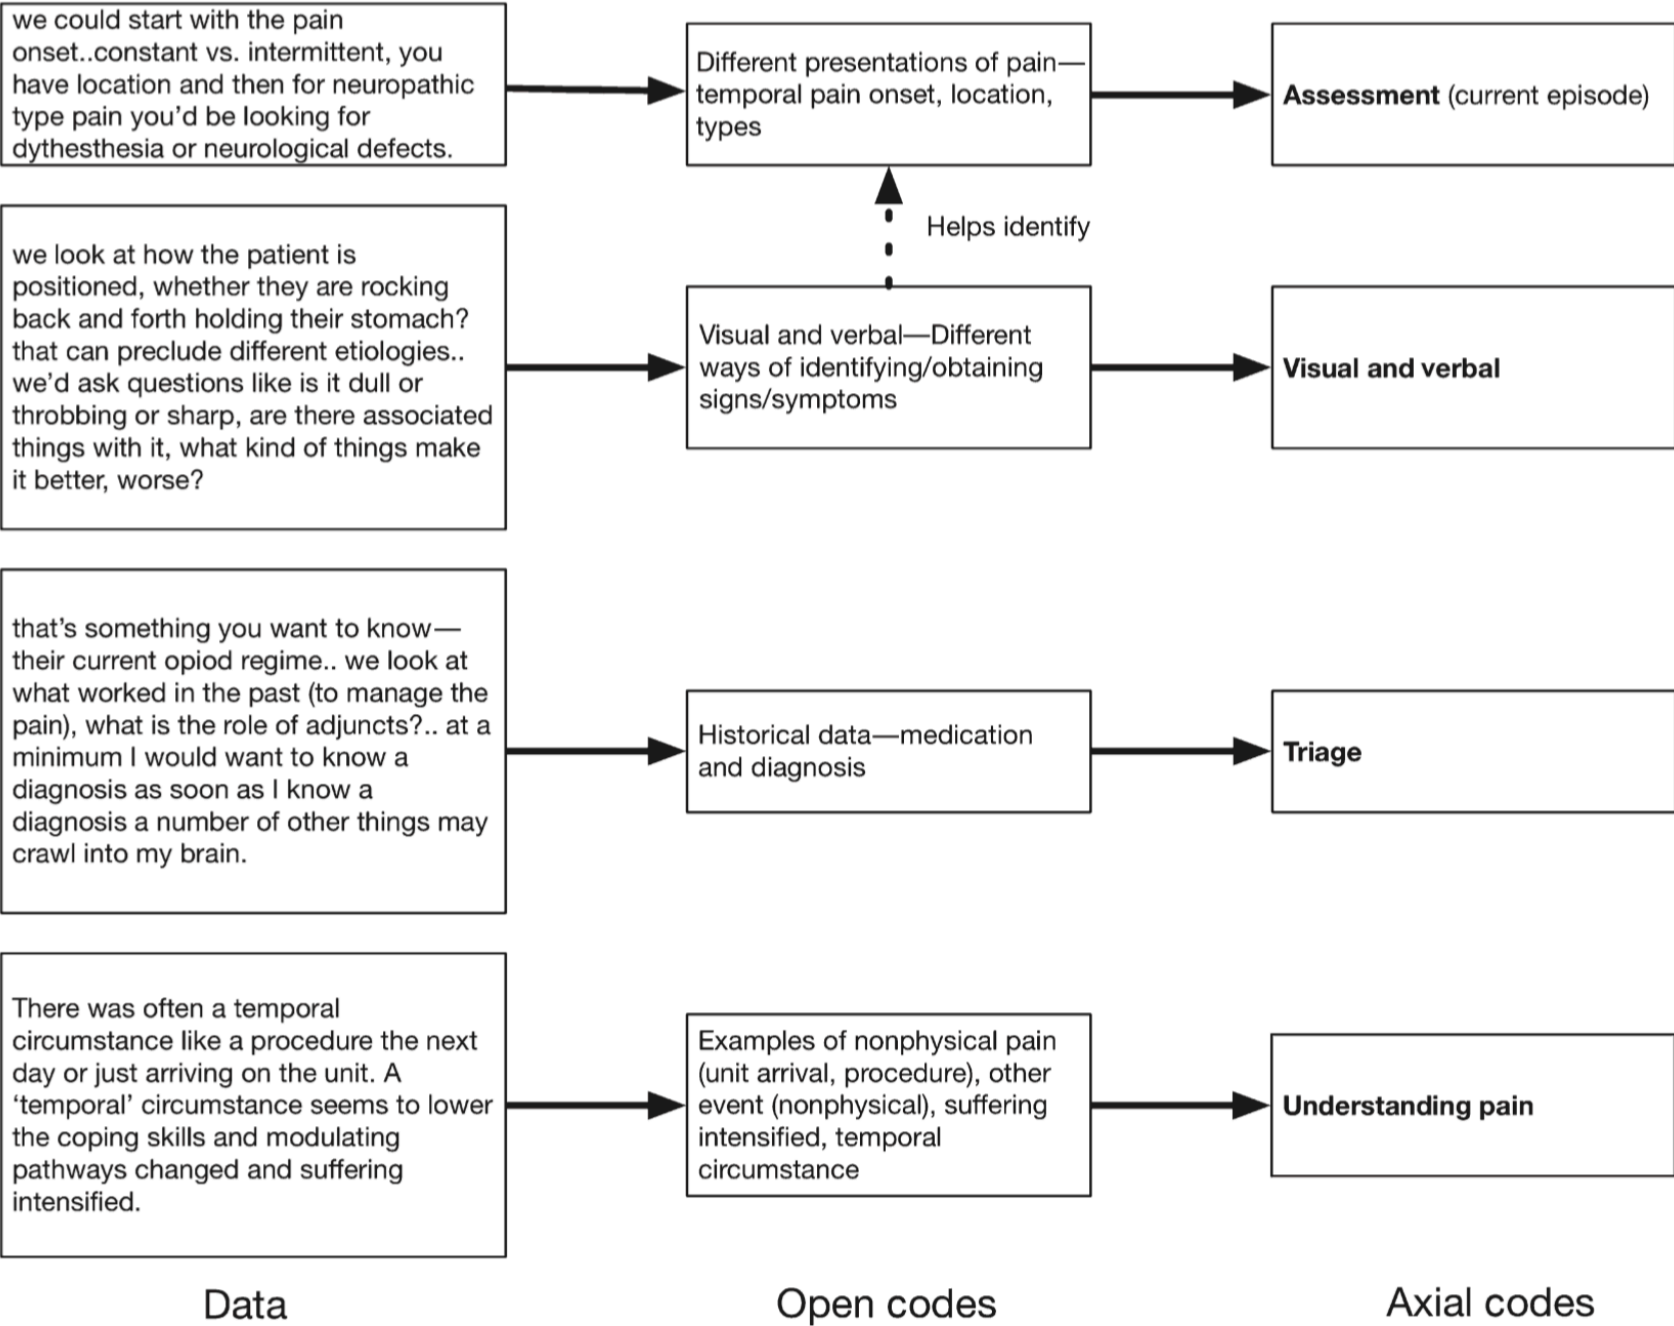 we could start with the pain
onset..constant vs. intermittent, you
have location and then for neuropathic
type pain you’d be looking for
dythesthesia or neurological defects.
Different presentations of pain—
temporal pain onset, location,
types
Assessment (current episode)
Helps identify
we look at how the patient is
positioned, whether they are rocking
back and forth holding their stomach?
that can preclude different etiologies..
we’d ask questions like is it dull or
throbbing or sharp, are there associated
things with it, what kind of things make
it better, worse?
Visual and verbal—Different
ways of identifying/obtaining
signs/symptoms
Visual and verbal
that’s something you want to know—
their current opiod regime.. we look at
what worked in the past (to manage the
pain), what is the role of adjuncts?.. at a
minimum I would want to know a
diagnosis as soon as I know a
diagnosis a number of other things may
crawl into my brain.
Historical data—medication
and diagnosis
Triage
There was often a temporal
circumstance like a procedure the next
day or just arriving on the unit. A
‘temporal’ circumstance seems to lower
the coping skills and modulating
pathways changed and suffering
intensified.
Examples of nonphysical pain
(unit arrival, procedure), other
event (nonphysical), suffering
intensified, temporal
circumstance
Understanding pain
Data
Open codes
Axial codes